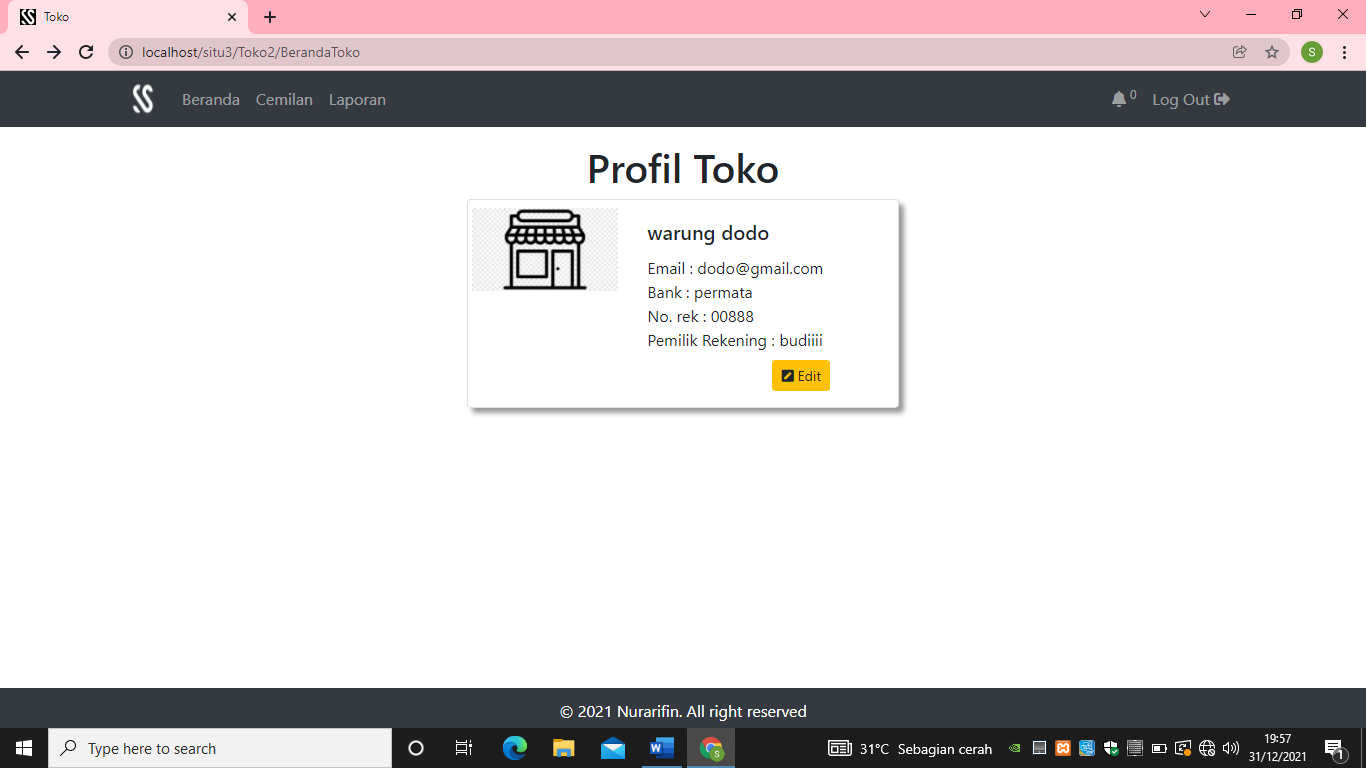 Toko
localhost/situ3/Toko2/BerandaToko
S
Beranda Cemilan Laporan
0 Log Out
Profil Toko
warung dodo
Email : dodo@gmail.com
Bank : permata
No. rek : 00888
Pemilik Rekening : budiiii
Edit
© 2021 Nurarifin. All right reserved
Type here to search
31°C Sebagian cerah
19:57
31/12/2021
1